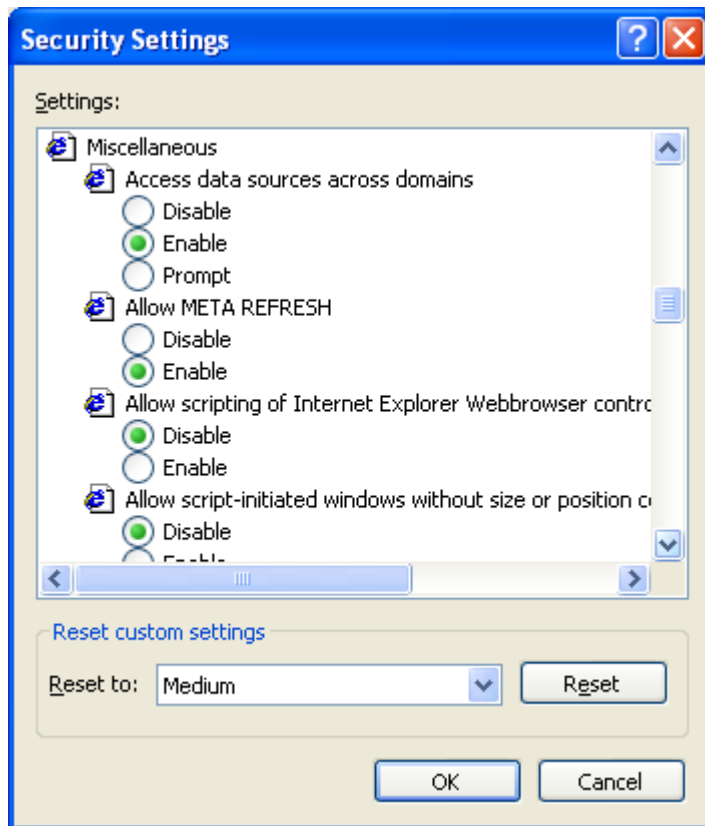 Security Settings
Settings:
Miscellaneous
Access data sources across domains
Disable
Enable
Prompt
Allow META REFRESH
Disable
Enable
Allow scripting of Internet Explorer Webbrowser contro
Disable
Enable
Allow script-initiated windows without size or position co
Disable
Enable
Reset custom settings
Reset to: Medium Reset
OK Cancel